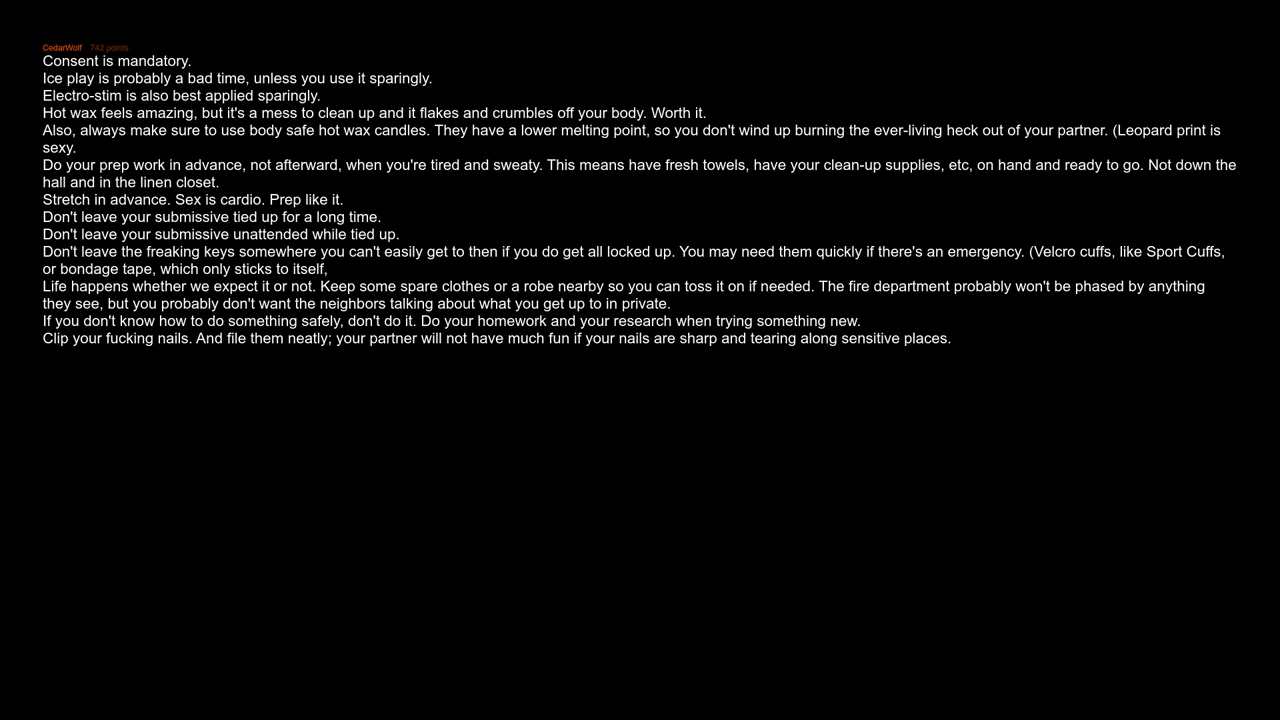 CedarWolf 742 points
Consent is mandatory.
Ice play is probably a bad time, unless you use it sparingly.
Electro-stim is also best applied sparingly.
Hot wax feels amazing, but it's a mess to clean up and it flakes and crumbles off your body. Worth it.
Also, always make sure to use body safe hot wax candles. They have a lower melting point, so you don't wind up burning the ever-living heck out of your partner. (Leopard print is
sexy.
Do your prep work in advance, not afterward, when you're tired and sweaty. This means have fresh towels, have your clean-up supplies, etc, on hand and ready to go. Not down the
hall and in the linen closet.
Stretch in advance. Sex is cardio. Prep like it.
Don't leave your submissive tied up for a long time.
Don't leave your submissive unattended while tied up.
Don't leave the freaking keys somewhere you can't easily get to then if you do get all locked up. You may need them quickly if there's an emergency. (Velcro cuffs, like Sport Cuffs,
or bondage tape, which only sticks to itself,
Life happens whether we expect it or not. Keep some spare clothes or a robe nearby so you can toss it on if needed. The fire department probably won't be phased by anything
they see, but you probably don't want the neighbors talking about what you get up to in private.
If you don't know how to do something safely, don't do it. Do your homework and your research when trying something new.
Clip your fucking nails. And file them neatly; your partner will not have much fun if your nails are sharp and tearing along sensitive places.